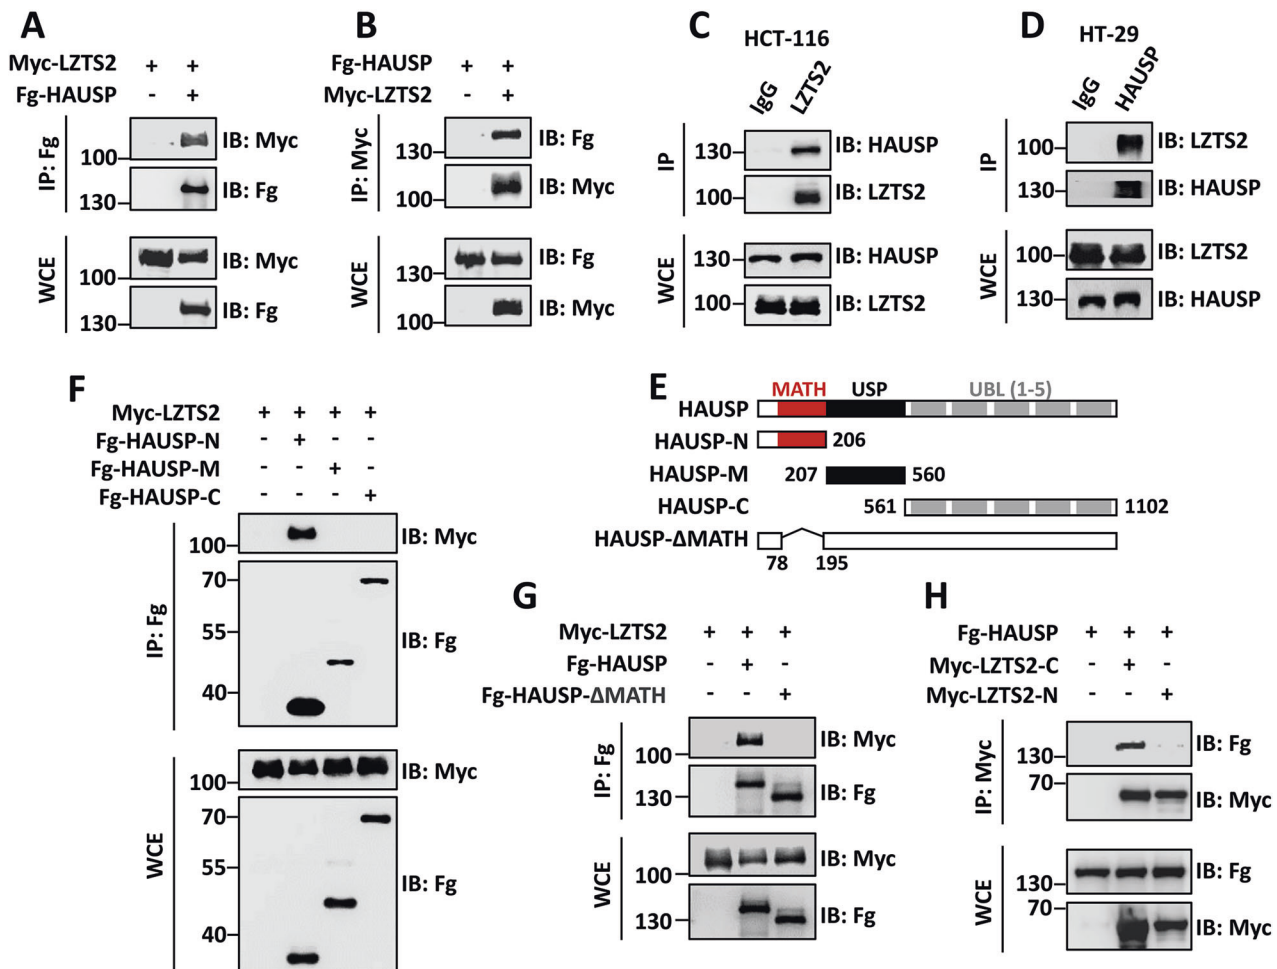 A
Myc-LZTS2 + +
Fg-HAUSP - +
IP: Fg
100
IB: Myc
130
IB: Fg
WCE
100
IB: Myc
130
IB: Fg
B
Fg-HAUSP + +
Myc-LZTS2 - +
IP: Myc
130
IB: Fg
100
IB: Myc
WCE
130
IB: Fg
100
IB: Myc
C
HCT-116
IgG LZTS2
IP
130
IB: HAUSP
100
IB: LZTS2
WCE
130
IB: HAUSP
100
IB: LZTS2
D
HT-29
IgG HAUSP
IP
100
IB: LZTS2
130
IB: HAUSP
WCE
100
IB: LZTS2
130
IB: HAUSP
F
Myc-LZTS2 + + + +
Fg-HAUSP-N - + - -
Fg-HAUSP-M - - + -
Fg-HAUSP-C - - - +
IP: Fg
100
IB: Myc
70
55
IB: Fg
40
WCE
100
IB: Myc
70
55
IB: Fg
40
E
MATH USP UBL (1-5)
HAUSP
HAUSP-N 206
HAUSP-M 207 560
HAUSP-C 561 1102
HAUSP-ΔMATH
78 195
G
Myc-LZTS2 + + +
Fg-HAUSP - + -
Fg-HAUSP-ΔMATH - - +
IP: Fg
100
IB: Myc
130
IB: Fg
WCE
100
IB: Myc
130
IB: Fg
H
Fg-HAUSP + + +
Myc-LZTS2-C - + -
Myc-LZTS2-N - - +
IP: Myc
130
IB: Fg
70
IB: Myc
WCE
130
IB: Fg
70
IB: Myc